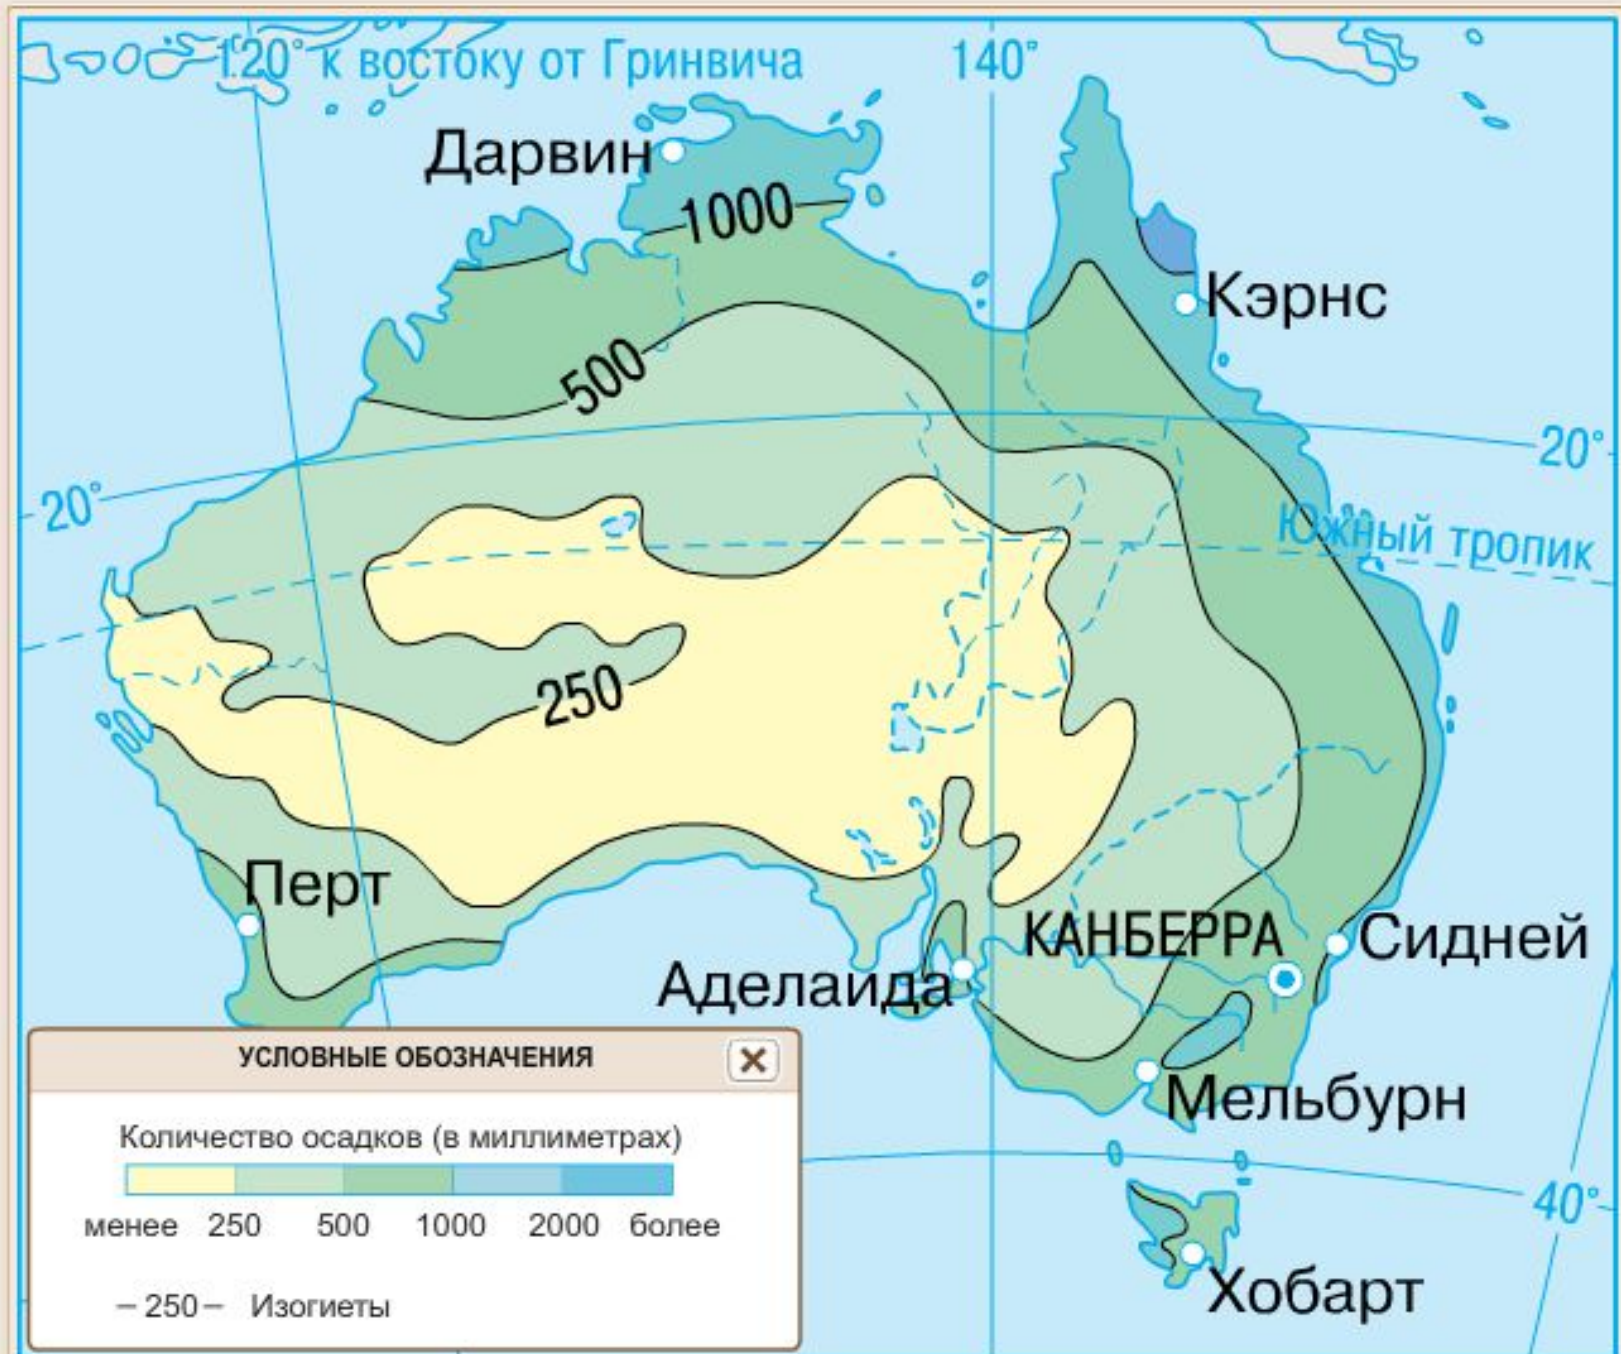 120° к востоку от Гринвича
140°
Дарвин
1000
Кэрнс
500
20°
20°
Южный тропик
250
Перт
КАНБЕРРА
Сидней
Аделаида
Мельбурн
40°
Хобарт
УСЛОВНЫЕ ОБОЗНАЧЕНИЯ
Количество осадков (в миллиметрах)
менее 250 500 1000 2000 более
– 250 – Изогиеты